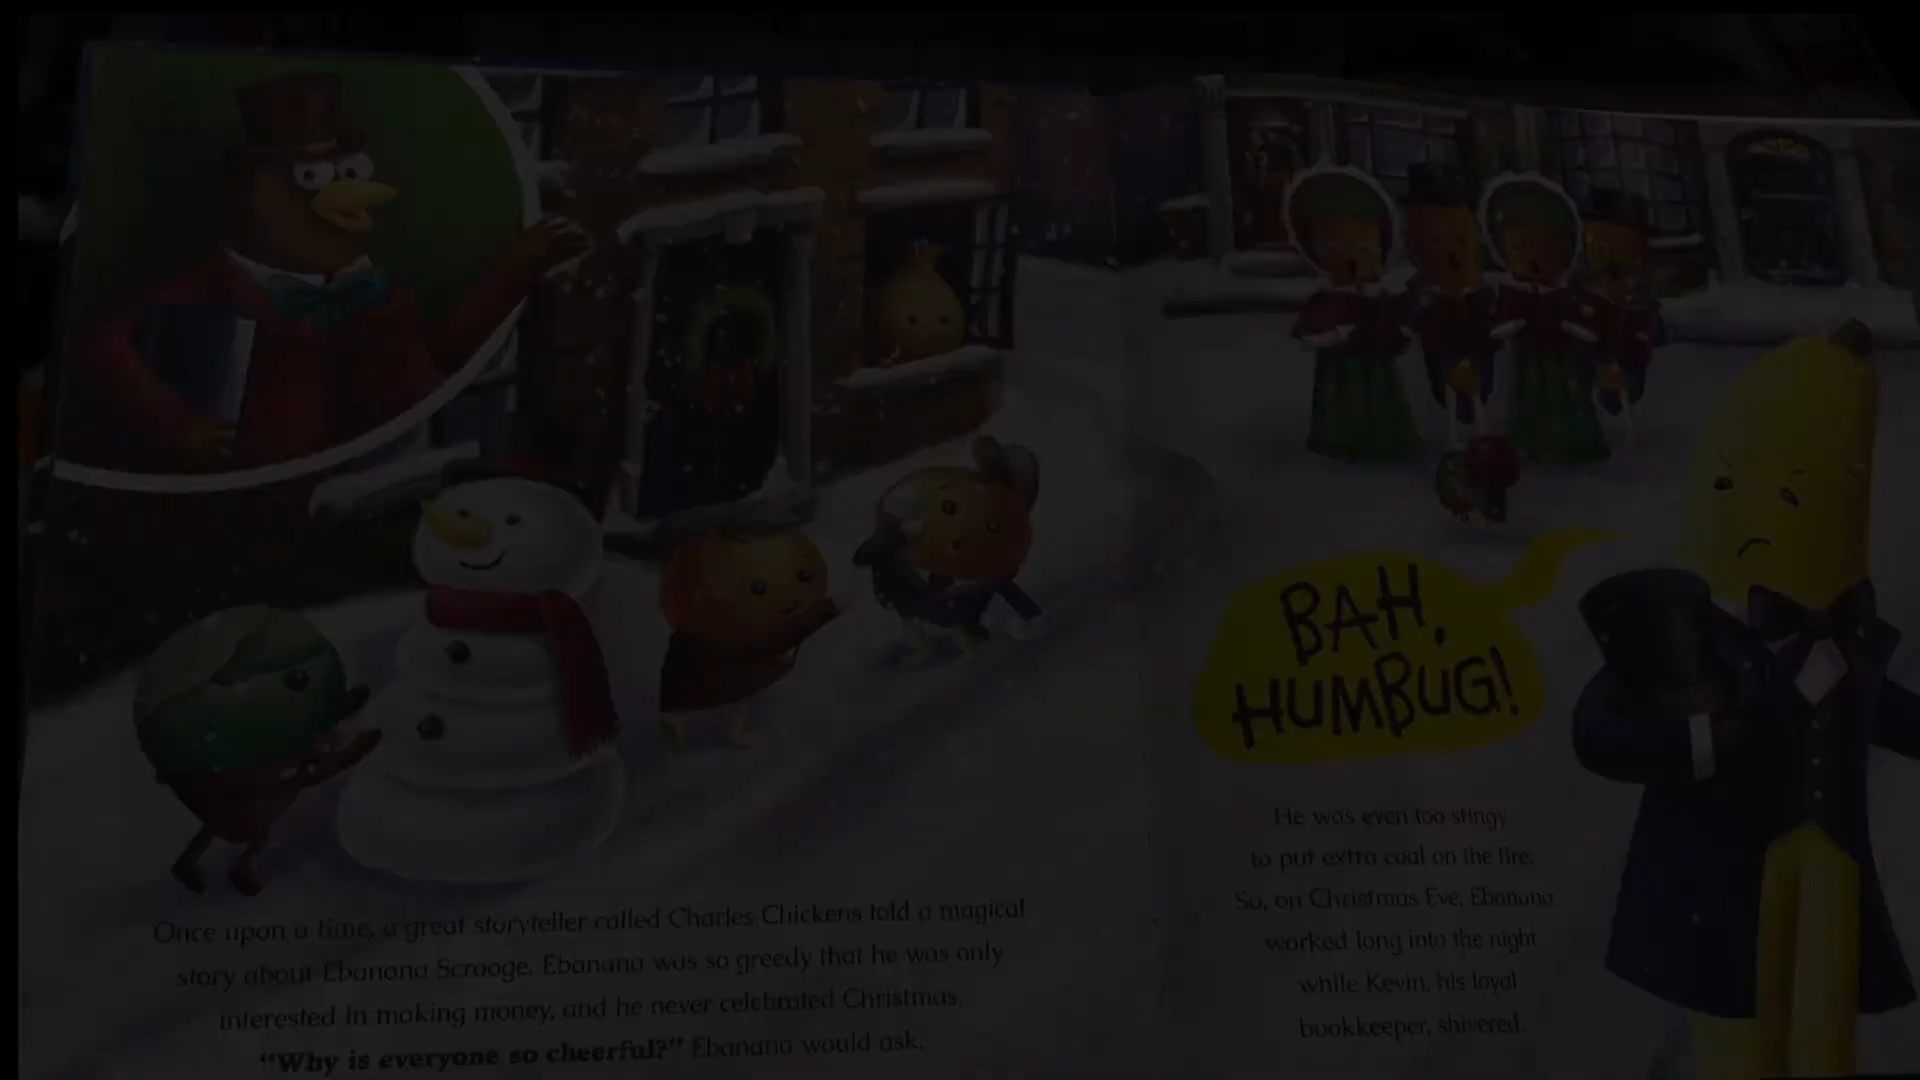 Once upon a time, a great storyteller called Charles Chickens told a magical
story about Ebanana Scrooge. Ebanana was so greedy that he was only
interested in making money, and he never celebrated Christmas.
“Why is everyone so cheerful?” Ebanana would ask.
BAH,
HUMBUG!
He was even too stingy
to put extra coal on the fire.
So, on Christmas Eve, Ebanana
worked long into the night
while Kevin, his loyal
bookkeeper, shivered.